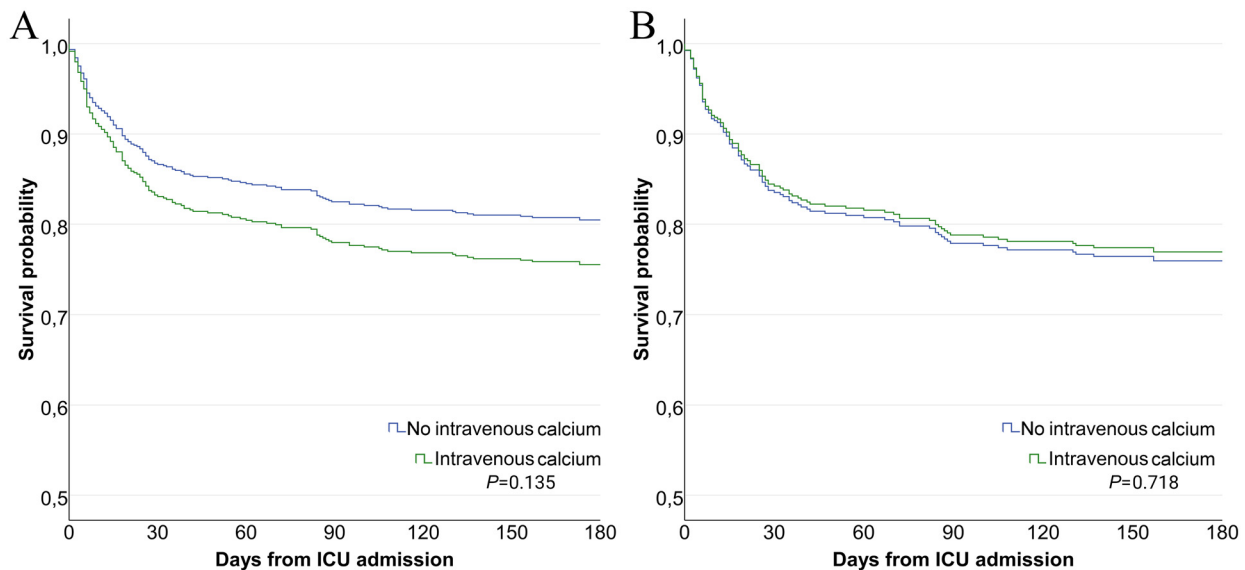 A
1,0
0,9
0,8
0,7
0,6
0,5
Survival probability
0 30 60 90 120 150 180
Days from ICU admission
No intravenous calcium
Intravenous calcium
P=0.135
B
1,0
0,9
0,8
0,7
0,6
0,5
Survival probability
0 30 60 90 120 150 180
Days from ICU admission
No intravenous calcium
Intravenous calcium
P=0.718